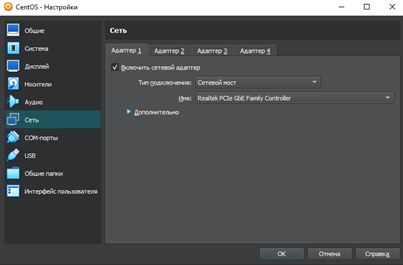 CentOS - Настройки
Общие
Система
Дисплей
Носители
Аудио
Сеть
COM-порты
USB
Общие папки
Интерфейс пользователя
Сеть
Адаптер 1 Адаптер 2 Адаптер 3 Адаптер 4
Включить сетевой адаптер
Тип подключения: Сетевой мост
Имя: Realtek PCIe GbE Family Controller
Дополнительно
OK Отмена Справка